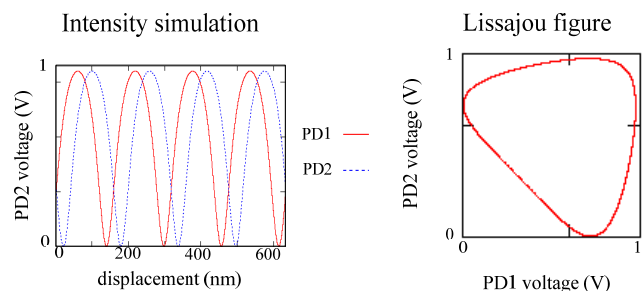 Intensity simulation
1
PD2 voltage (V)
0
0
200
400
600
displacement (nm)
PD1
PD2
Lissajou figure
1
PD2 voltage (V)
0
0
1
PD1 voltage (V)